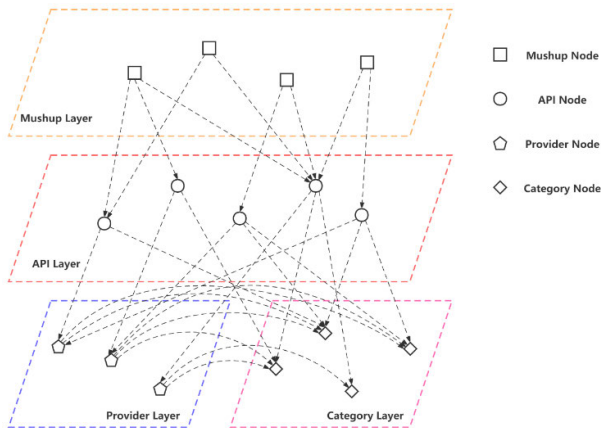 Mushup Node
API Node
Provider Node
Category Node
Mushup Layer
API Layer
Provider Layer
Category Layer